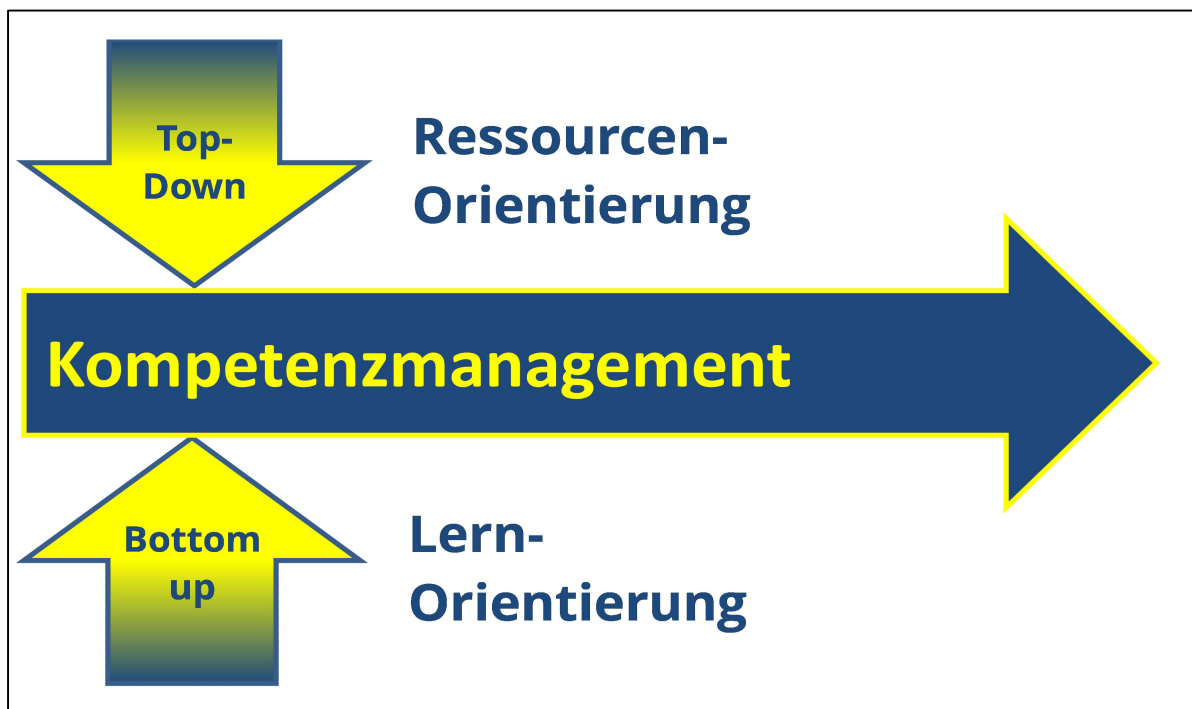 Top-
Down
Ressourcen-
Orientierung
Kompetenzmanagement
Bottom
up
Lern-
Orientierung